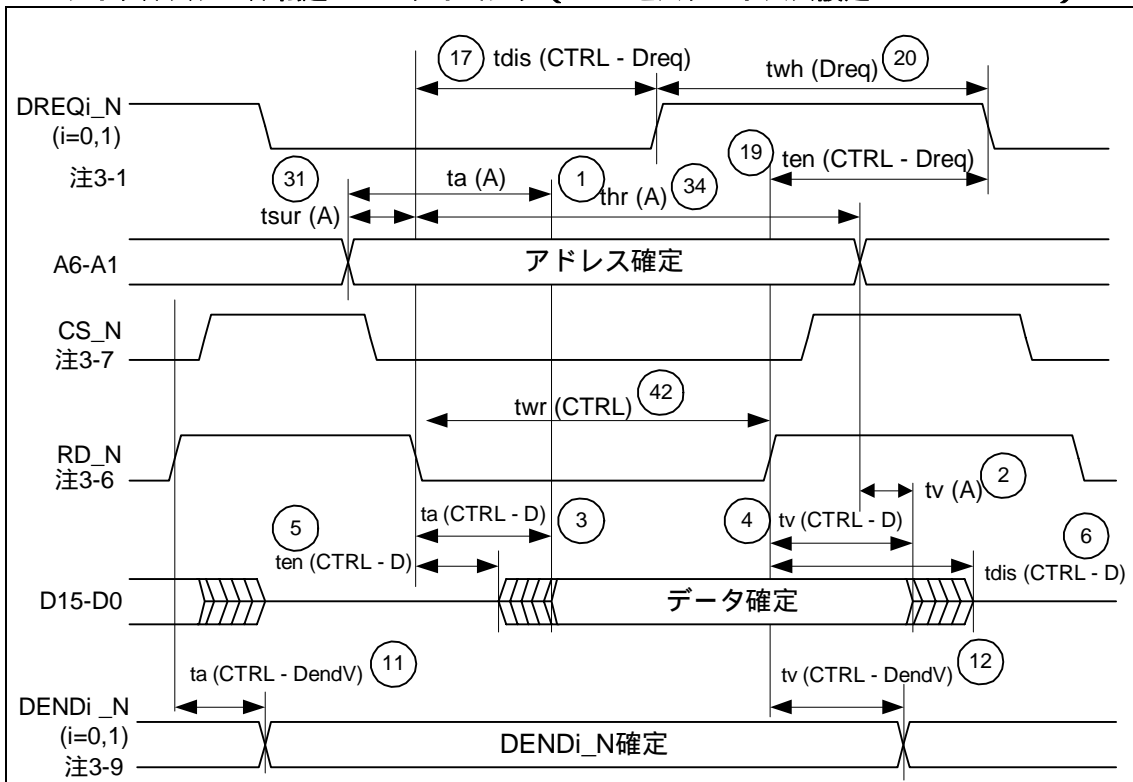 17 tdis (CTRL - Dreq)
twh (Dreq) 20
DREQi_N
(i=0,1)
注3-1
19 ten (CTRL - Dreq)
31 ta (A) 1
thr (A) 34
tsur (A)
A6-A1
アドレス確定
CS_N
注3-7
twr (CTRL) 42
RD_N
注3-6
tv (A) 2
5 ta (CTRL - D) 3
4 tv (CTRL - D) 6
ten (CTRL - D)
tdis (CTRL - D)
D15-D0
データ確定
ta (CTRL - DendV) 11
tv (CTRL - DendV) 12
DENDi _N
(i=0,1)
注3-9
DENDi_N確定